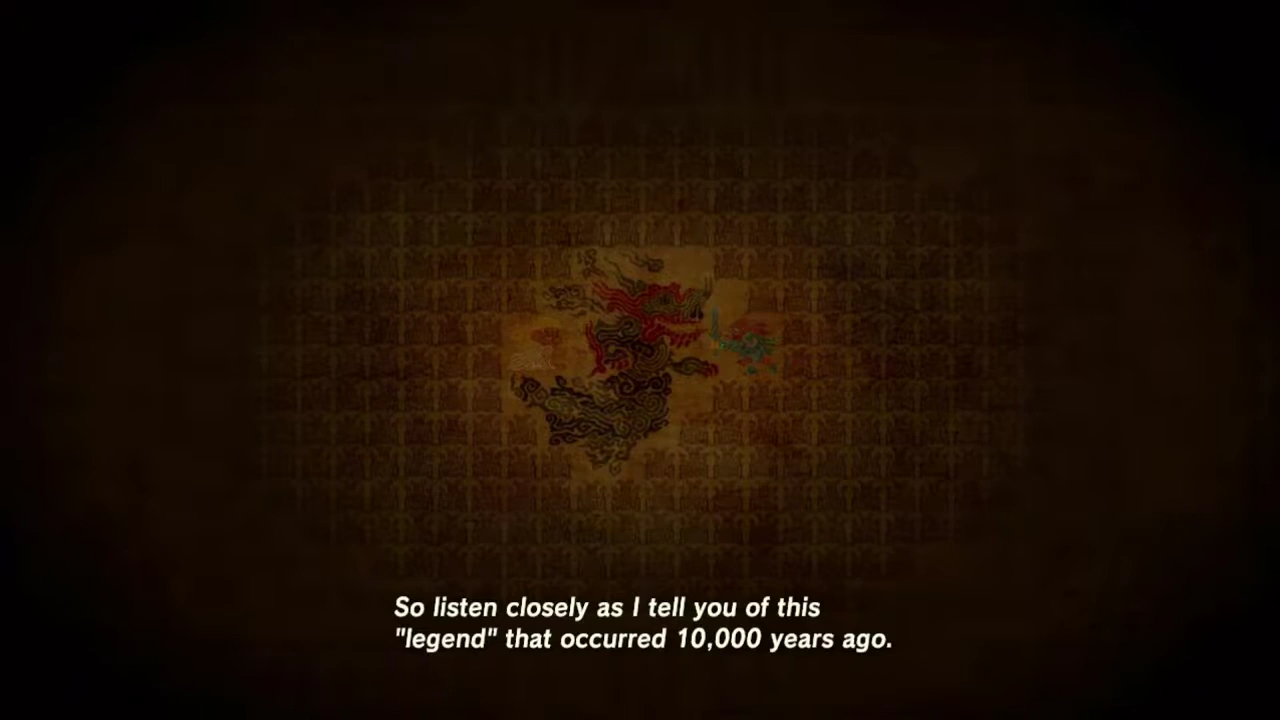 So listen closely as I tell you of this
"legend" that occurred 10,000 years ago.